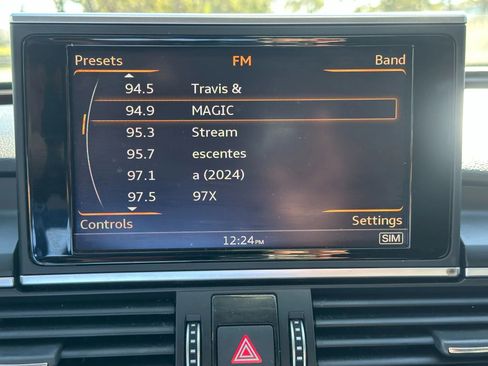 Presets FM Band
94.5 Travis &
94.9 MAGIC
95.3 Stream
95.7 escentes
97.1 a (2024)
97.5 97X
Controls Settings
12:24PM SIM